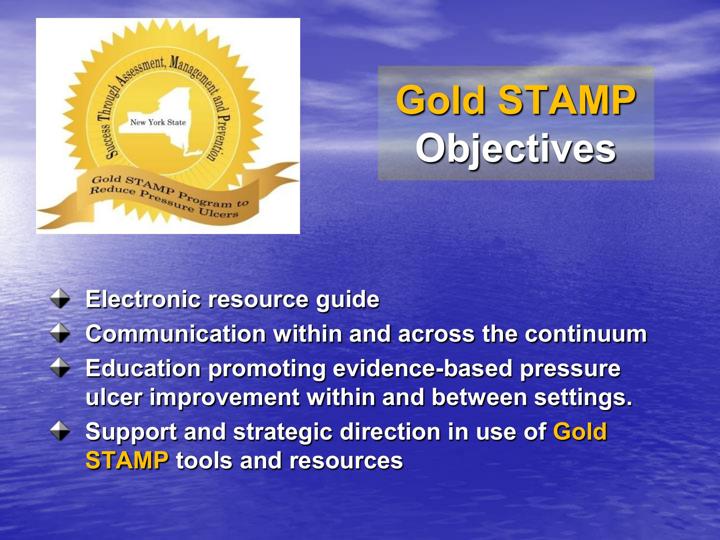 Success Through Assessment, Management and Prevention
New York State
Gold STAMP Program to
Reduce Pressure Ulcers
Gold STAMP
Objectives
Electronic resource guide
Communication within and across the continuum
Education promoting evidence-based pressure
ulcer improvement within and between settings.
Support and strategic direction in use of Gold
STAMP tools and resources